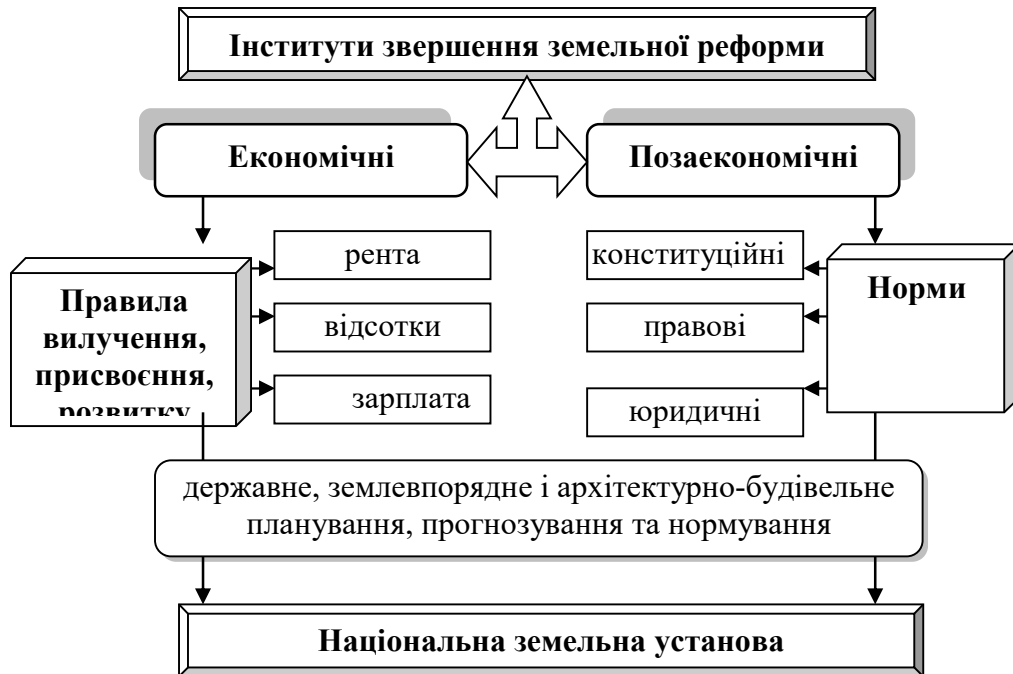 Інститути звершення земельної реформи
Економічні
Позаекономічні
Правила
вилучення,
присвоєння,
розвитку
рента
відсотки
зарплата
конституційні
правові
юридичні
Норми
державне, землевпорядне і архітектурно-будівельне
планування, прогнозування та нормування
Національна земельна установа